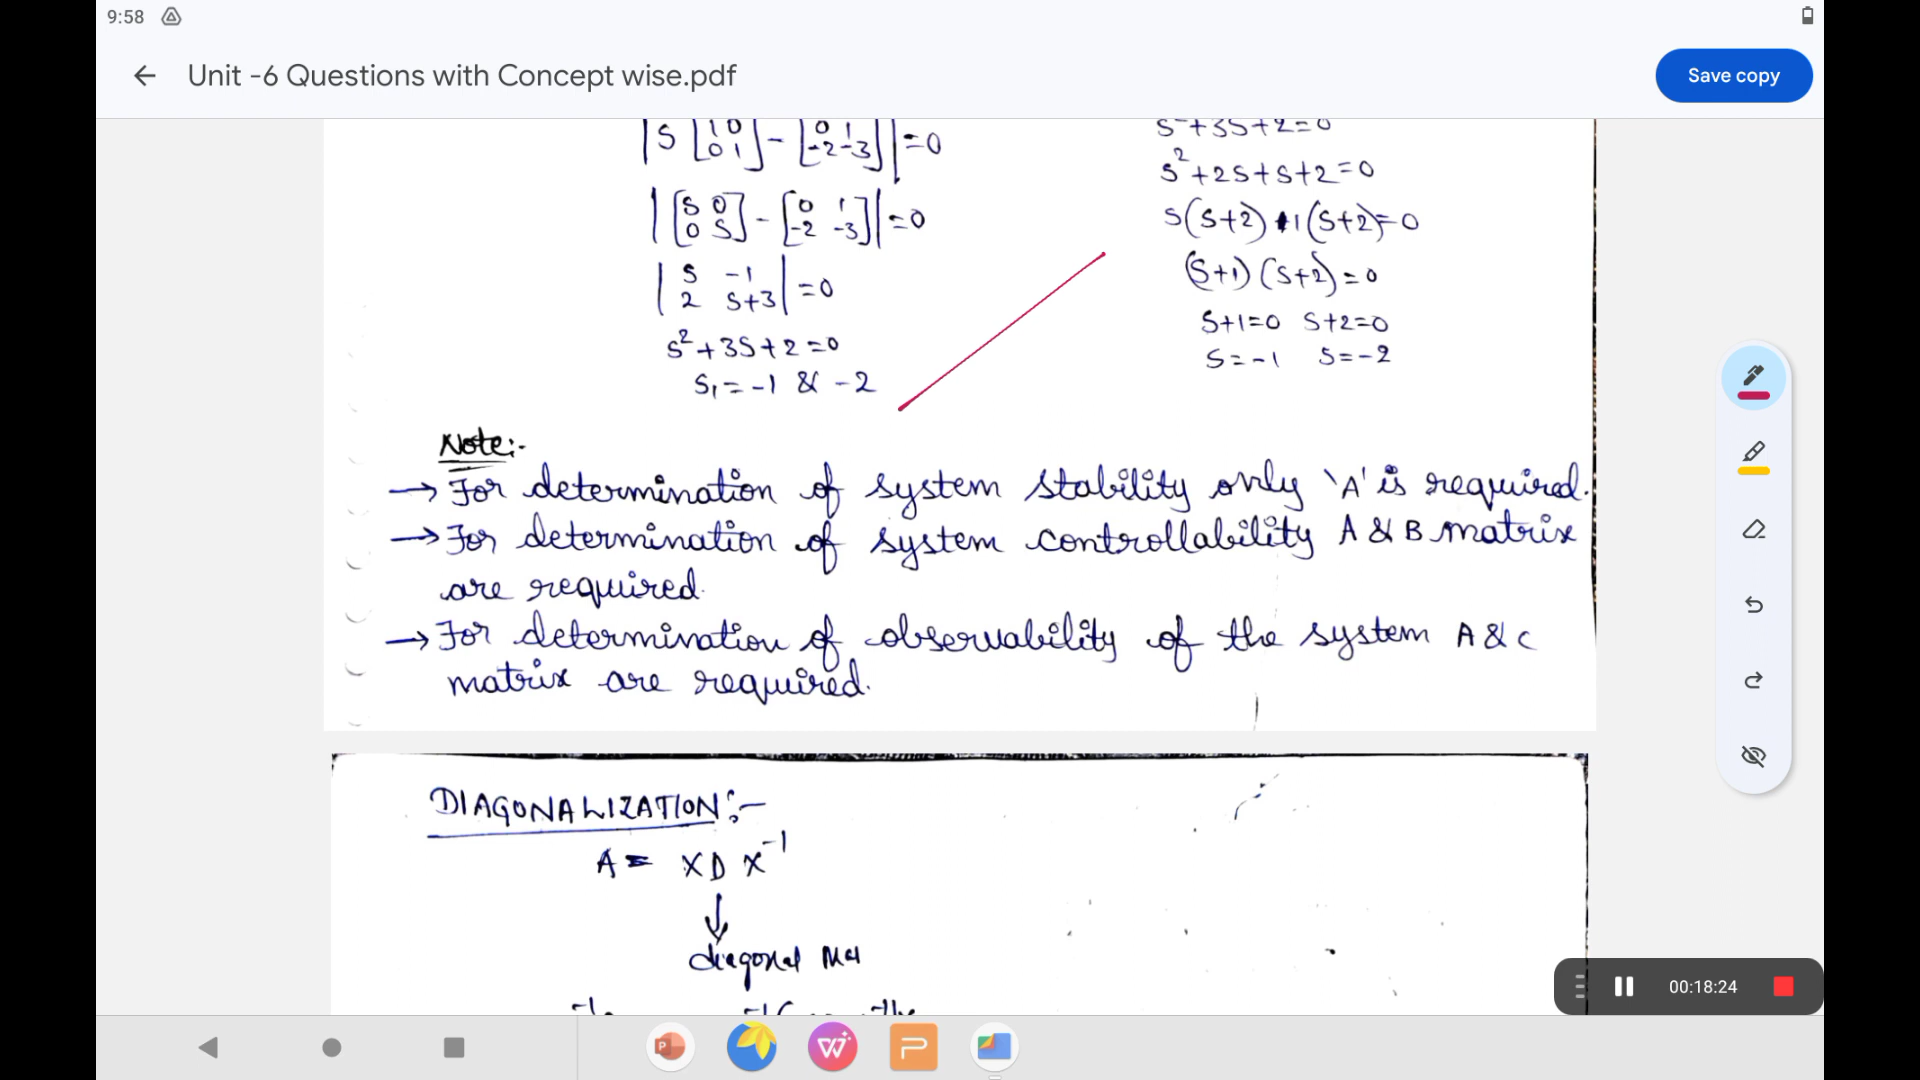 9:58
Unit -6 Questions with Concept wise.pdf
Save copy
|S [1 0 0 1] - [0 1 -2 -3]| = 0
|[S 0 0 S] - [0 1 -2 -3]| = 0
|S -1 2 S+3| = 0
S² + 3S + 2 = 0
S₁ = -1 & -2
S² + 3S + 2 = 0
S² + 2S + S + 2 = 0
S(S+2) +1(S+2) = 0
(S+1) (S+2) = 0
S+1=0 S+2=0
S = -1 S = -2
Note:-
→ For determination of system stability only 'A' is required.
→ For determination of system controllability A & B matrix
are required.
→ For determination of observability of the system A & C
matrix are required.
DIAGONALIZATION:-
A = X D X⁻¹
↓
diagonal
00:18:24